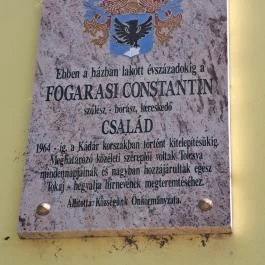 Ebben a házban lakott évszázadokig a
FOGARASI CONSTANTIN
szőlész - borász, kereskedő
CSALÁD
1964 - ig, a Kádár korszakban történt kitelepítésükig.
Meghatározó közéleti szereplői voltak Tolcsva
mindennapjainak és nagyban hozzájárultak egész
Tokaj - hegyalja hírnevének megteremtéséhez.
Állította: Községünk Önkormányzata.